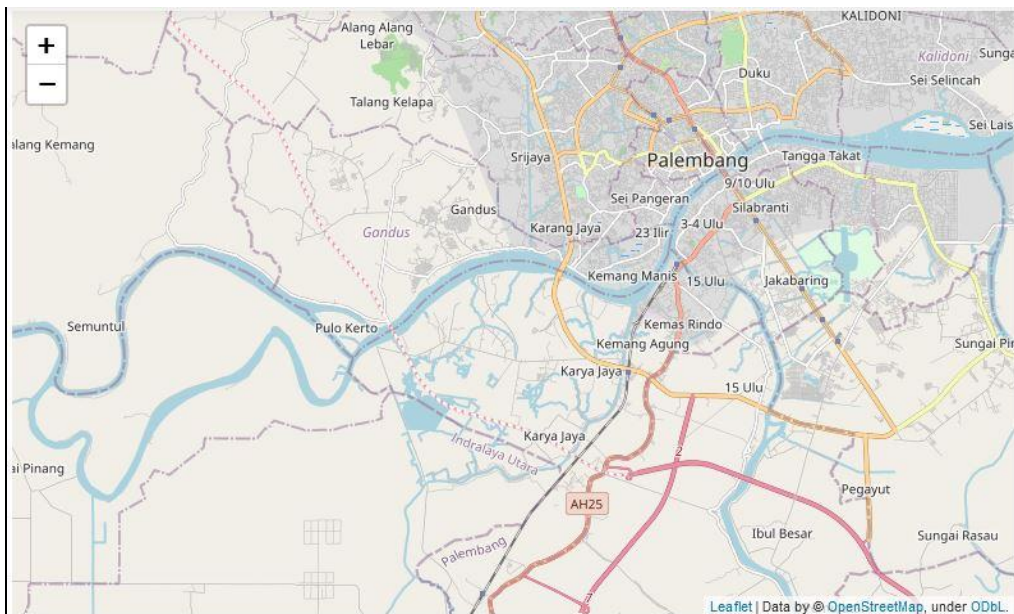 +
−
KALIDONI
Alang Alang
Lebar
Kalidoni
Sunga
Duku
Sei Selincah
Talang Kelapa
Sei Lais
alang Kemang
Srijaya
Palembang
Tangga Takat
9/10 Ulu
Sei Pangeran
Gandus
Silabranti
Gandus
Karang Jaya
23 Ilir
3-4 Ulu
Kemang Manis
15 Ulu
Jakabaring
Semuntul
Pulo Kerto
Kemas Rindo
Kemang Agung
Sungai Pin
Karya Jaya
15 Ulu
Karya Jaya
Indralaya Utara
2
ai Pinang
Pegayut
AH25
Ibul Besar
Sungai Rasau
Palembang
7
Leaflet | Data by © OpenStreetMap, under ODbL.